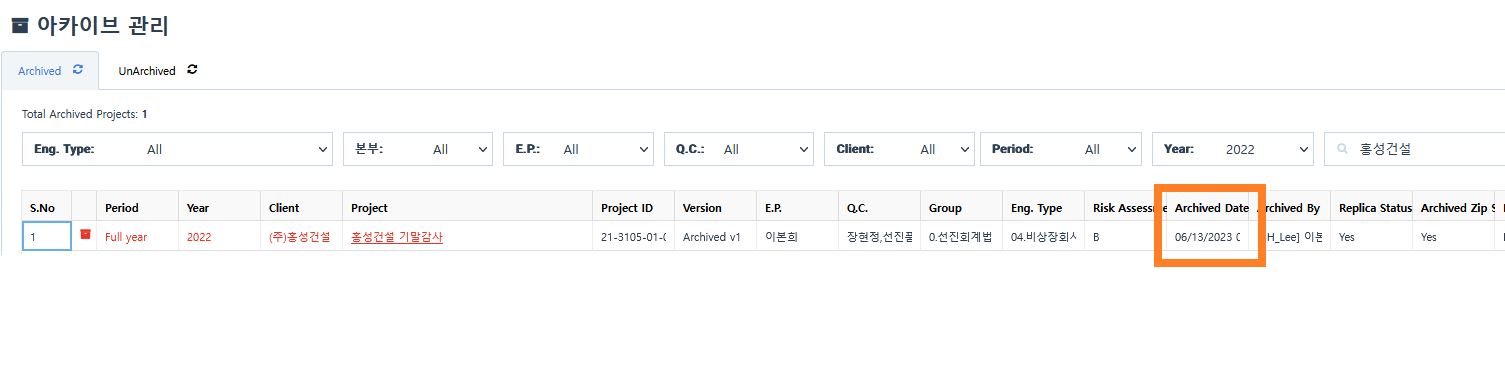 아카이브 관리
Archived UnArchived
Total Archived Projects: 1
Eng. Type: All 본부: All E.P.: All Q.C.: All Client: All Period: All Year: 2022 홍성건설
S.No Period Year Client Project Project ID Version E.P. Q.C. Group Eng. Type Risk Assessme Archived Date Archived By Replica Status Archived Zip S
1 Full year 2022 (주)홍성건설 홍성건설 기말감사 21-3105-01-0 Archived v1 이본희 장현정,선진풀 0.선진회계법 04.비상장회사 B 06/13/2023 0 H_Lee] 이본 Yes Yes